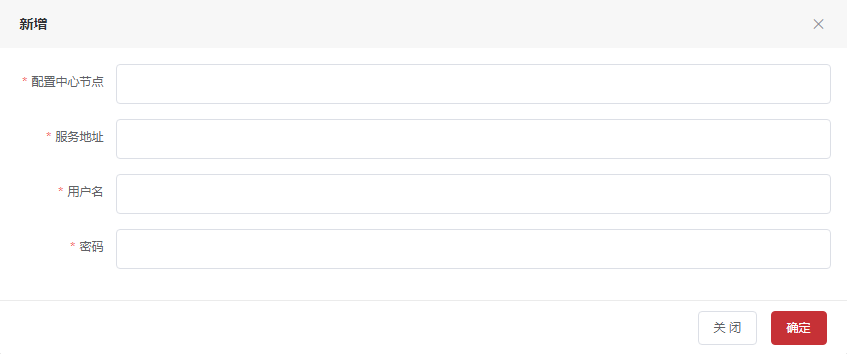 新增
* 配置中心节点
* 服务地址
* 用户名
* 密码
关 闭 确定